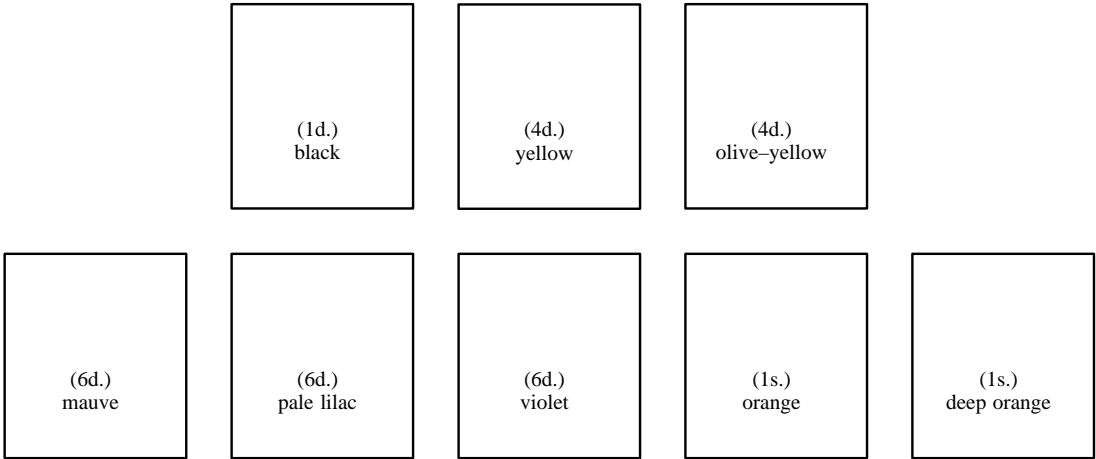 (1d.)
black
(4d.)
yellow
(4d.)
olive–yellow
(6d.)
mauve
(6d.)
pale lilac
(6d.)
violet
(1s.)
orange
(1s.)
deep orange